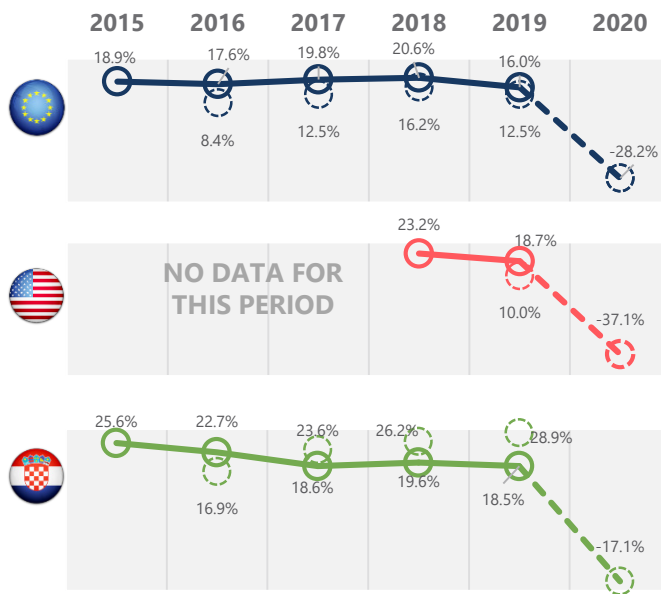 2015 2016 2017 2018 2019 2020
18.9% 17.6% 19.8% 20.6% 16.0%
8.4% 12.5% 16.2% 12.5% -28.2%
23.2% 18.7%
NO DATA FOR
THIS PERIOD
10.0% -37.1%
25.6% 22.7% 23.6% 26.2% 28.9%
16.9% 18.6% 19.6% 18.5%
-17.1%